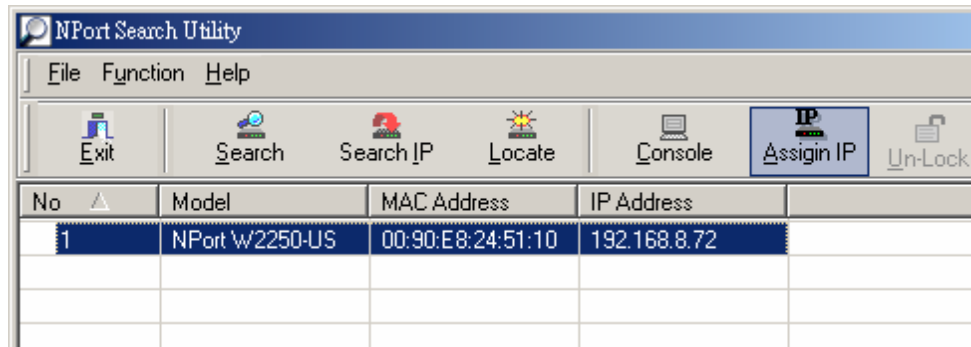 NPort Search Utility
File Function Help
Exit Search Search IP Locate Console Assigin IP Un-Lock
No Model MAC Address IP Address
1 NPort W2250-US 00:90:E8:24:51:10 192.168.8.72